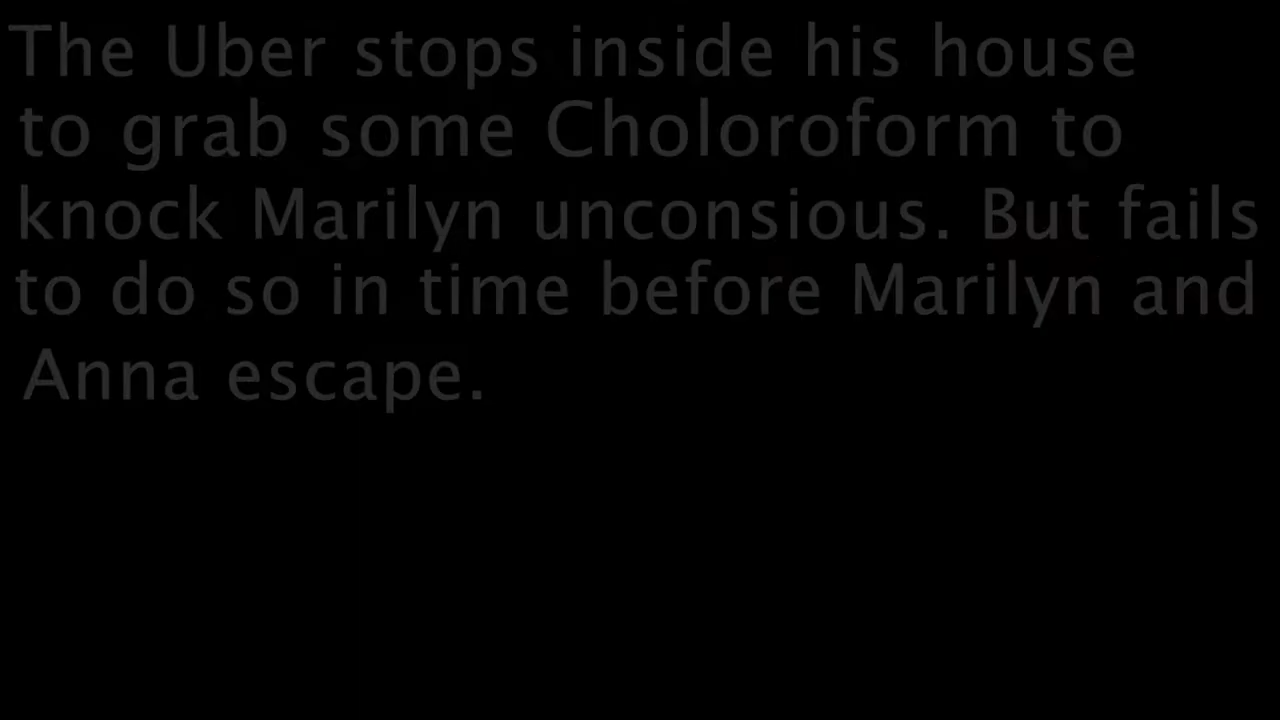 The Uber stops inside his house
to grab some Choloroform to
knock Marilyn unconsious. But fails
to do so in time before Marilyn and
Anna escape.